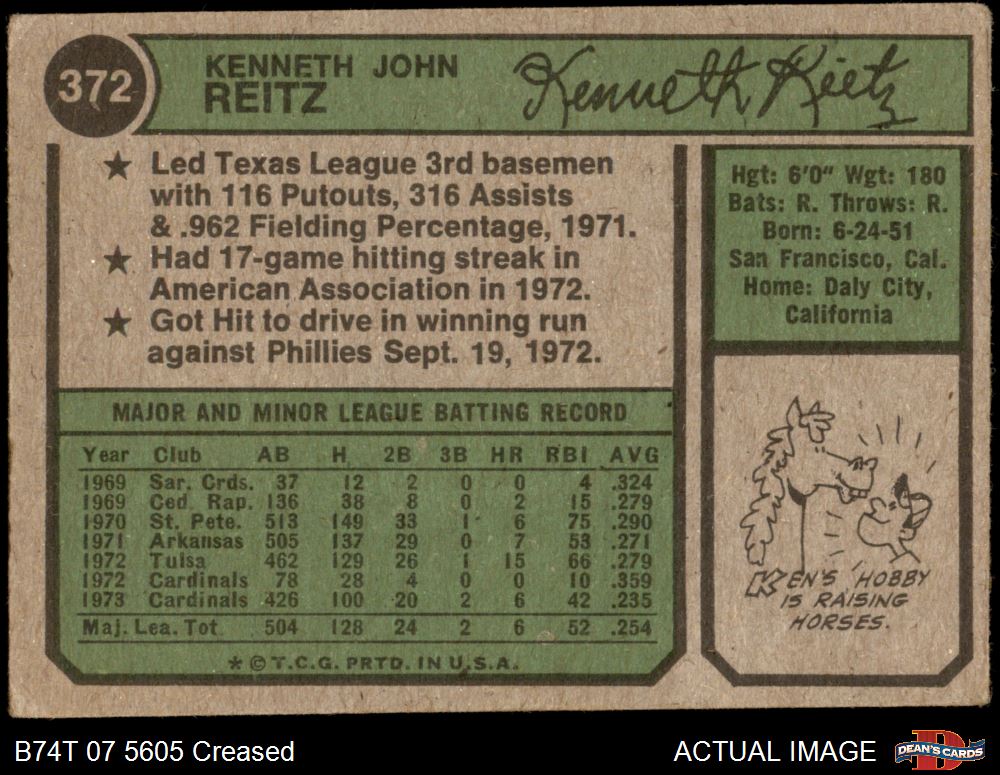 372
KENNETH JOHN
REITZ
Kenneth Reitz
★ Led Texas League 3rd basemen
with 116 Putouts, 316 Assists
& .962 Fielding Percentage, 1971.
★ Had 17-game hitting streak in
American Association in 1972.
★ Got Hit to drive in winning run
against Phillies Sept. 19, 1972.
Hgt: 6'0" Wgt: 180
Bats: R. Throws: R.
Born: 6-24-51
San Francisco, Cal.
Home: Daly City,
California
MAJOR AND MINOR LEAGUE BATTING RECORD
Year Club AB H 2B 3B HR RBI AVG
1969 Sar. Crds. 37 12 2 0 0 4 .324
1969 Ced. Rap. 136 38 8 0 2 15 .279
1970 St. Pete. 513 149 33 1 6 75 .290
1971 Arkansas 505 137 29 0 7 53 .271
1972 Tulsa 462 129 26 1 15 66 .279
1972 Cardinals 78 28 4 0 0 10 .359
1973 Cardinals 426 100 20 2 6 42 .235
Maj. Lea. Tot. 504 128 24 2 6 52 .254
* © T.C.G. PRTD. IN U.S.A.
KEN'S HOBBY
IS RAISING
HORSES.
B74T 07 5605 Creased
ACTUAL IMAGE
DEAN'S CARDS